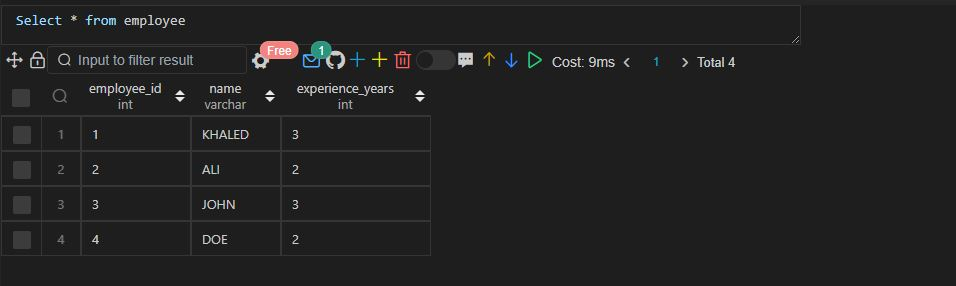 Select * from employee
Input to filter result Free 1 Cost: 9ms 1 Total 4
employee_id name experience_years
int varchar int
1 1 KHALED 3
2 2 ALI 2
3 3 JOHN 3
4 4 DOE 2